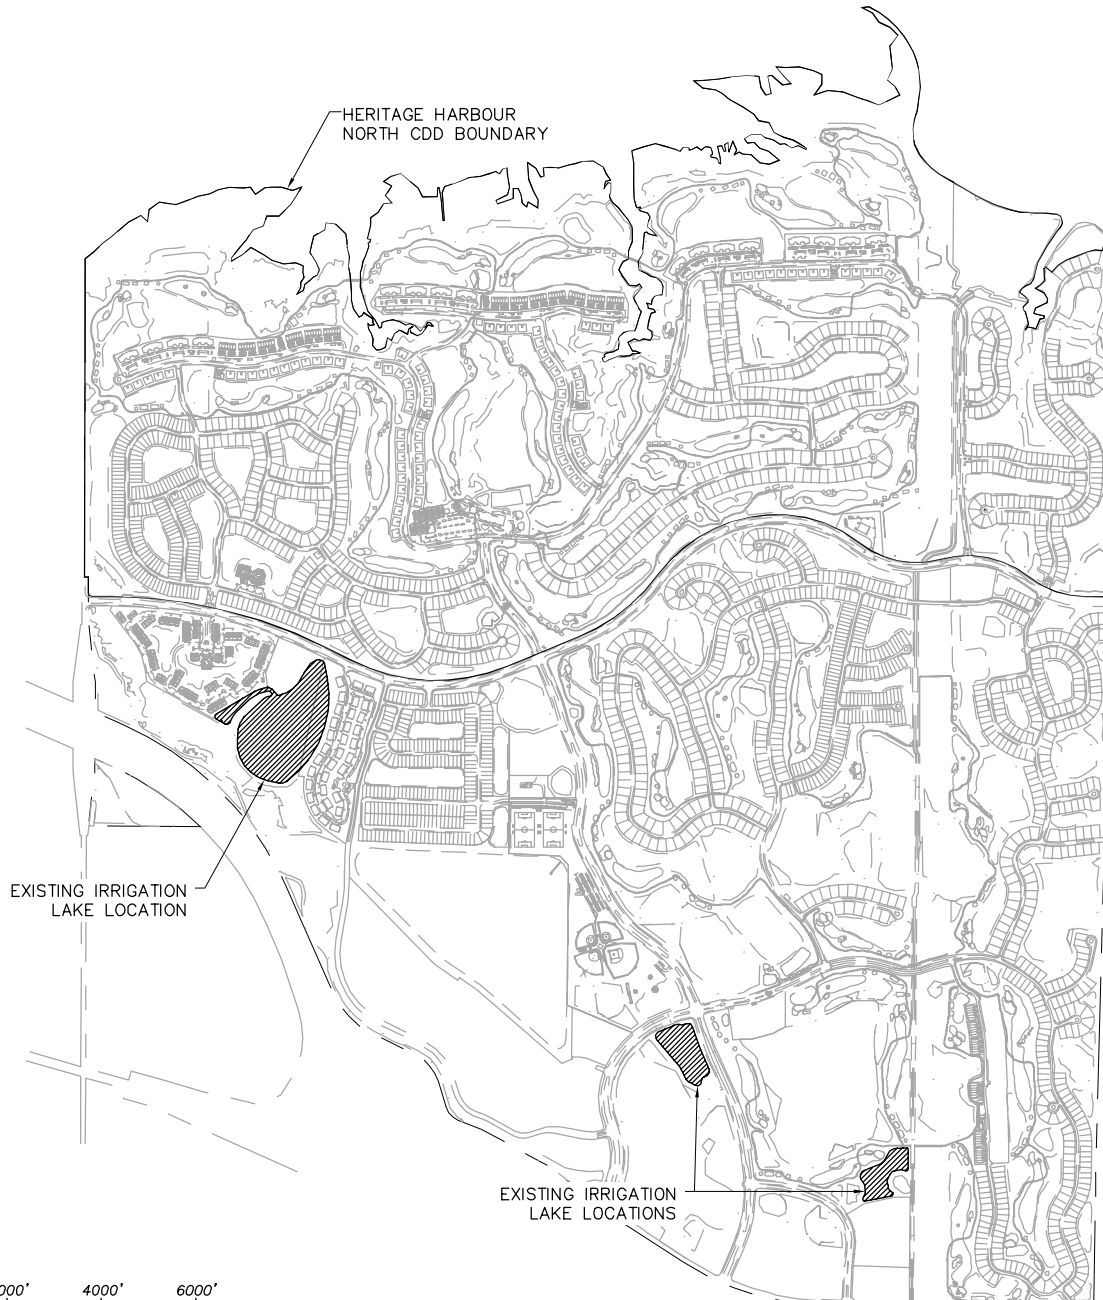 HERITAGE HARBOUR
NORTH CDD BOUNDARY
EXISTING IRRIGATION
LAKE LOCATION
EXISTING IRRIGATION
LAKE LOCATIONS
4000' 6000'